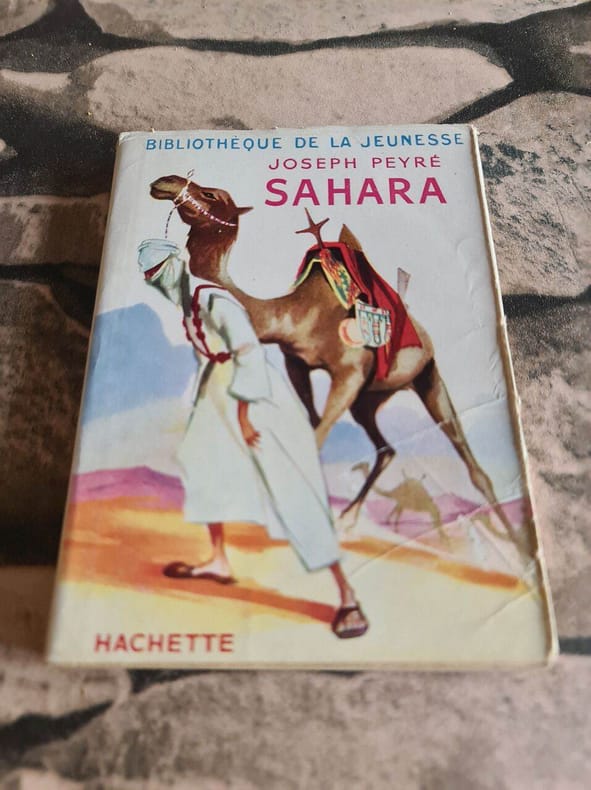 BIBLIOTHÈQUE DE LA JEUNESSE
JOSEPH PEYRÉ
SAHARA
HACHETTE